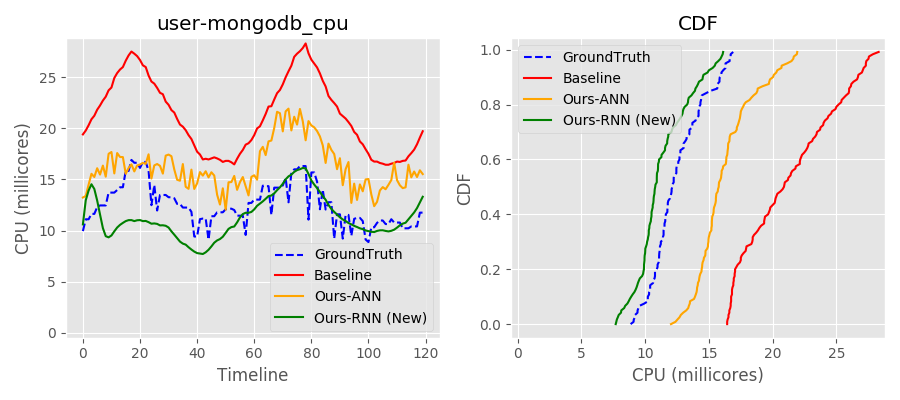 user-mongodb_cpu
CPU (millicores)
25
20
15
10
5
0
0
20
40
60
80
100
120
Timeline
GroundTruth
Baseline
Ours-ANN
Ours-RNN (New)
CDF
CDF
1.0
0.8
0.6
0.4
0.2
0.0
0
5
10
15
20
25
CPU (millicores)
GroundTruth
Baseline
Ours-ANN
Ours-RNN (New)